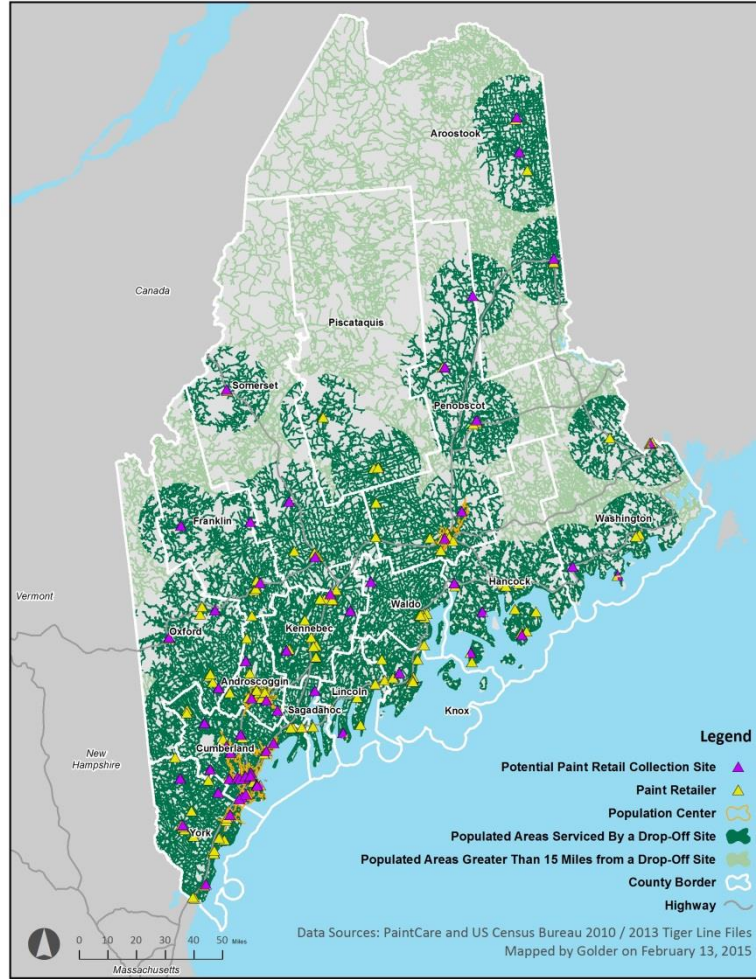 Aroostook
Canada
Piscataquis
Somerset
Penobscot
Franklin
Washington
Hancock
Vermont
Waldo
Oxford
Kennebec
Androscoggin
Lincoln
Sagadahoc
Knox
Cumberland
New
Hampshire
York
Legend
Potential Paint Retail Collection Site
Paint Retailer
Population Center
Populated Areas Serviced By a Drop-Off Site
Populated Areas Greater Than 15 Miles from a Drop-Off Site
County Border
Highway
0 10 20 30 40 50 Miles
Massachusetts
Data Sources: PaintCare and US Census Bureau 2010 / 2013 Tiger Line Files
Mapped by Golder on February 13, 2015